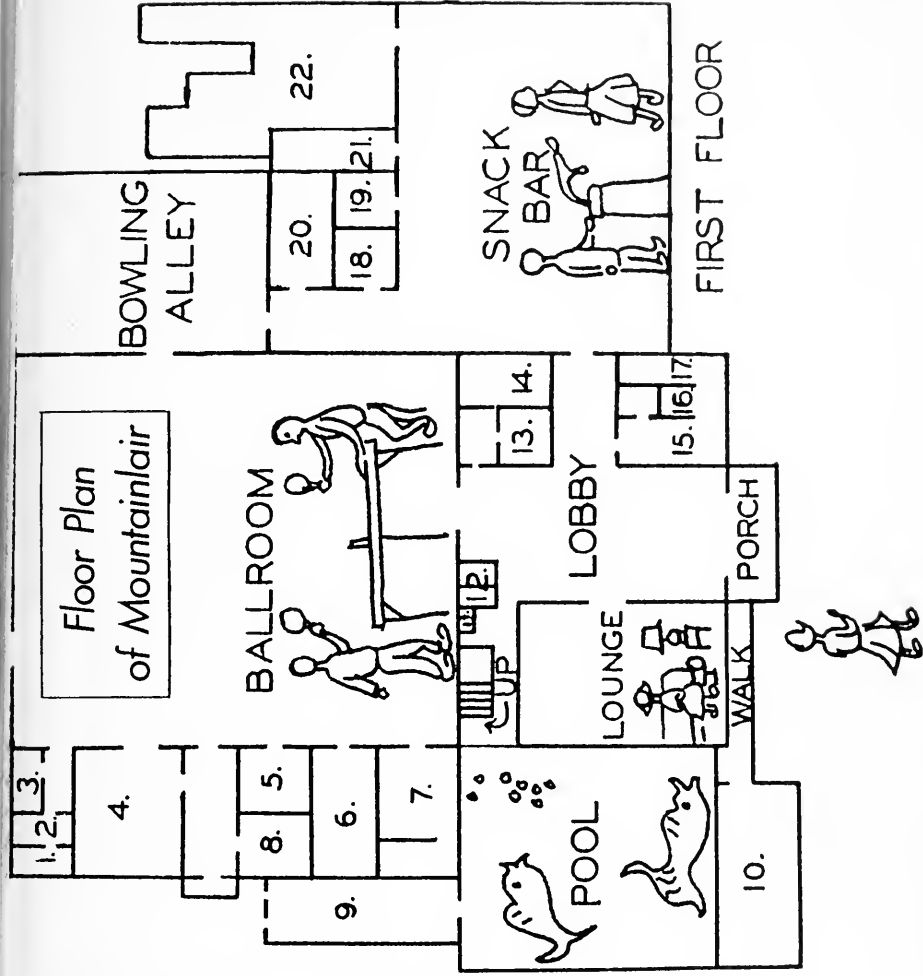 Floor Plan
of Mountainlair
1.
2.
3.
4.
5.
6.
7.
8.
9.
BOWLING
ALLEY
22.
BALLROOM
20.
18.
19.
21.
UP
11.
12.
13.
14.
SNACK
BAR
POOL
LOUNGE
LOBBY
15.
16.
17.
10.
WALK
PORCH
FIRST FLOOR